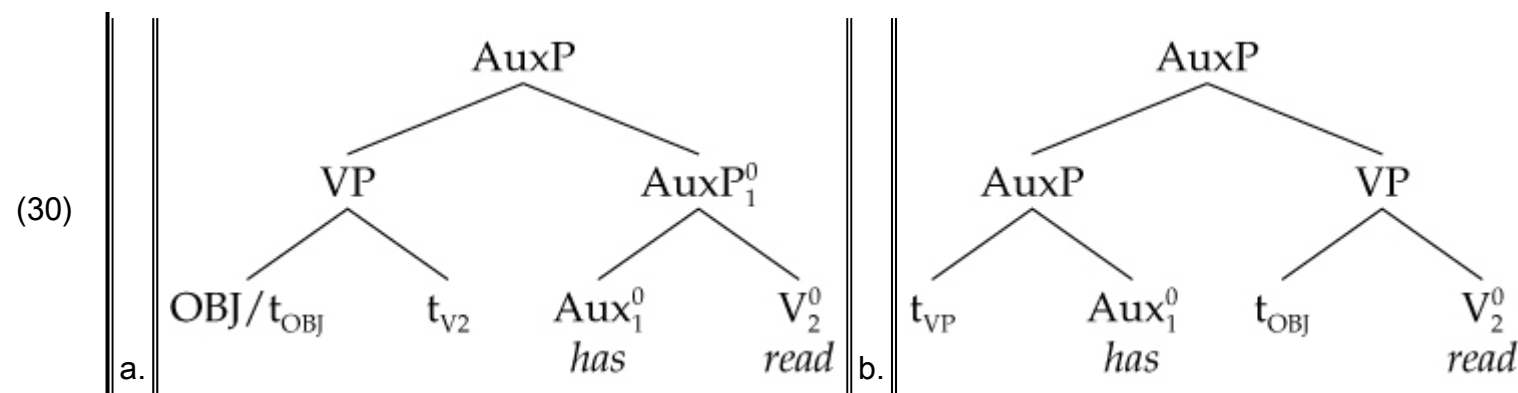 AuxP AuxP
VP AuxP⁰₁ AuxP VP
(30)
OBJ/t_OBJ t_V2 Aux⁰₁ V⁰₂ t_VP Aux⁰₁ t_OBJ V⁰₂
a. has read b. has read